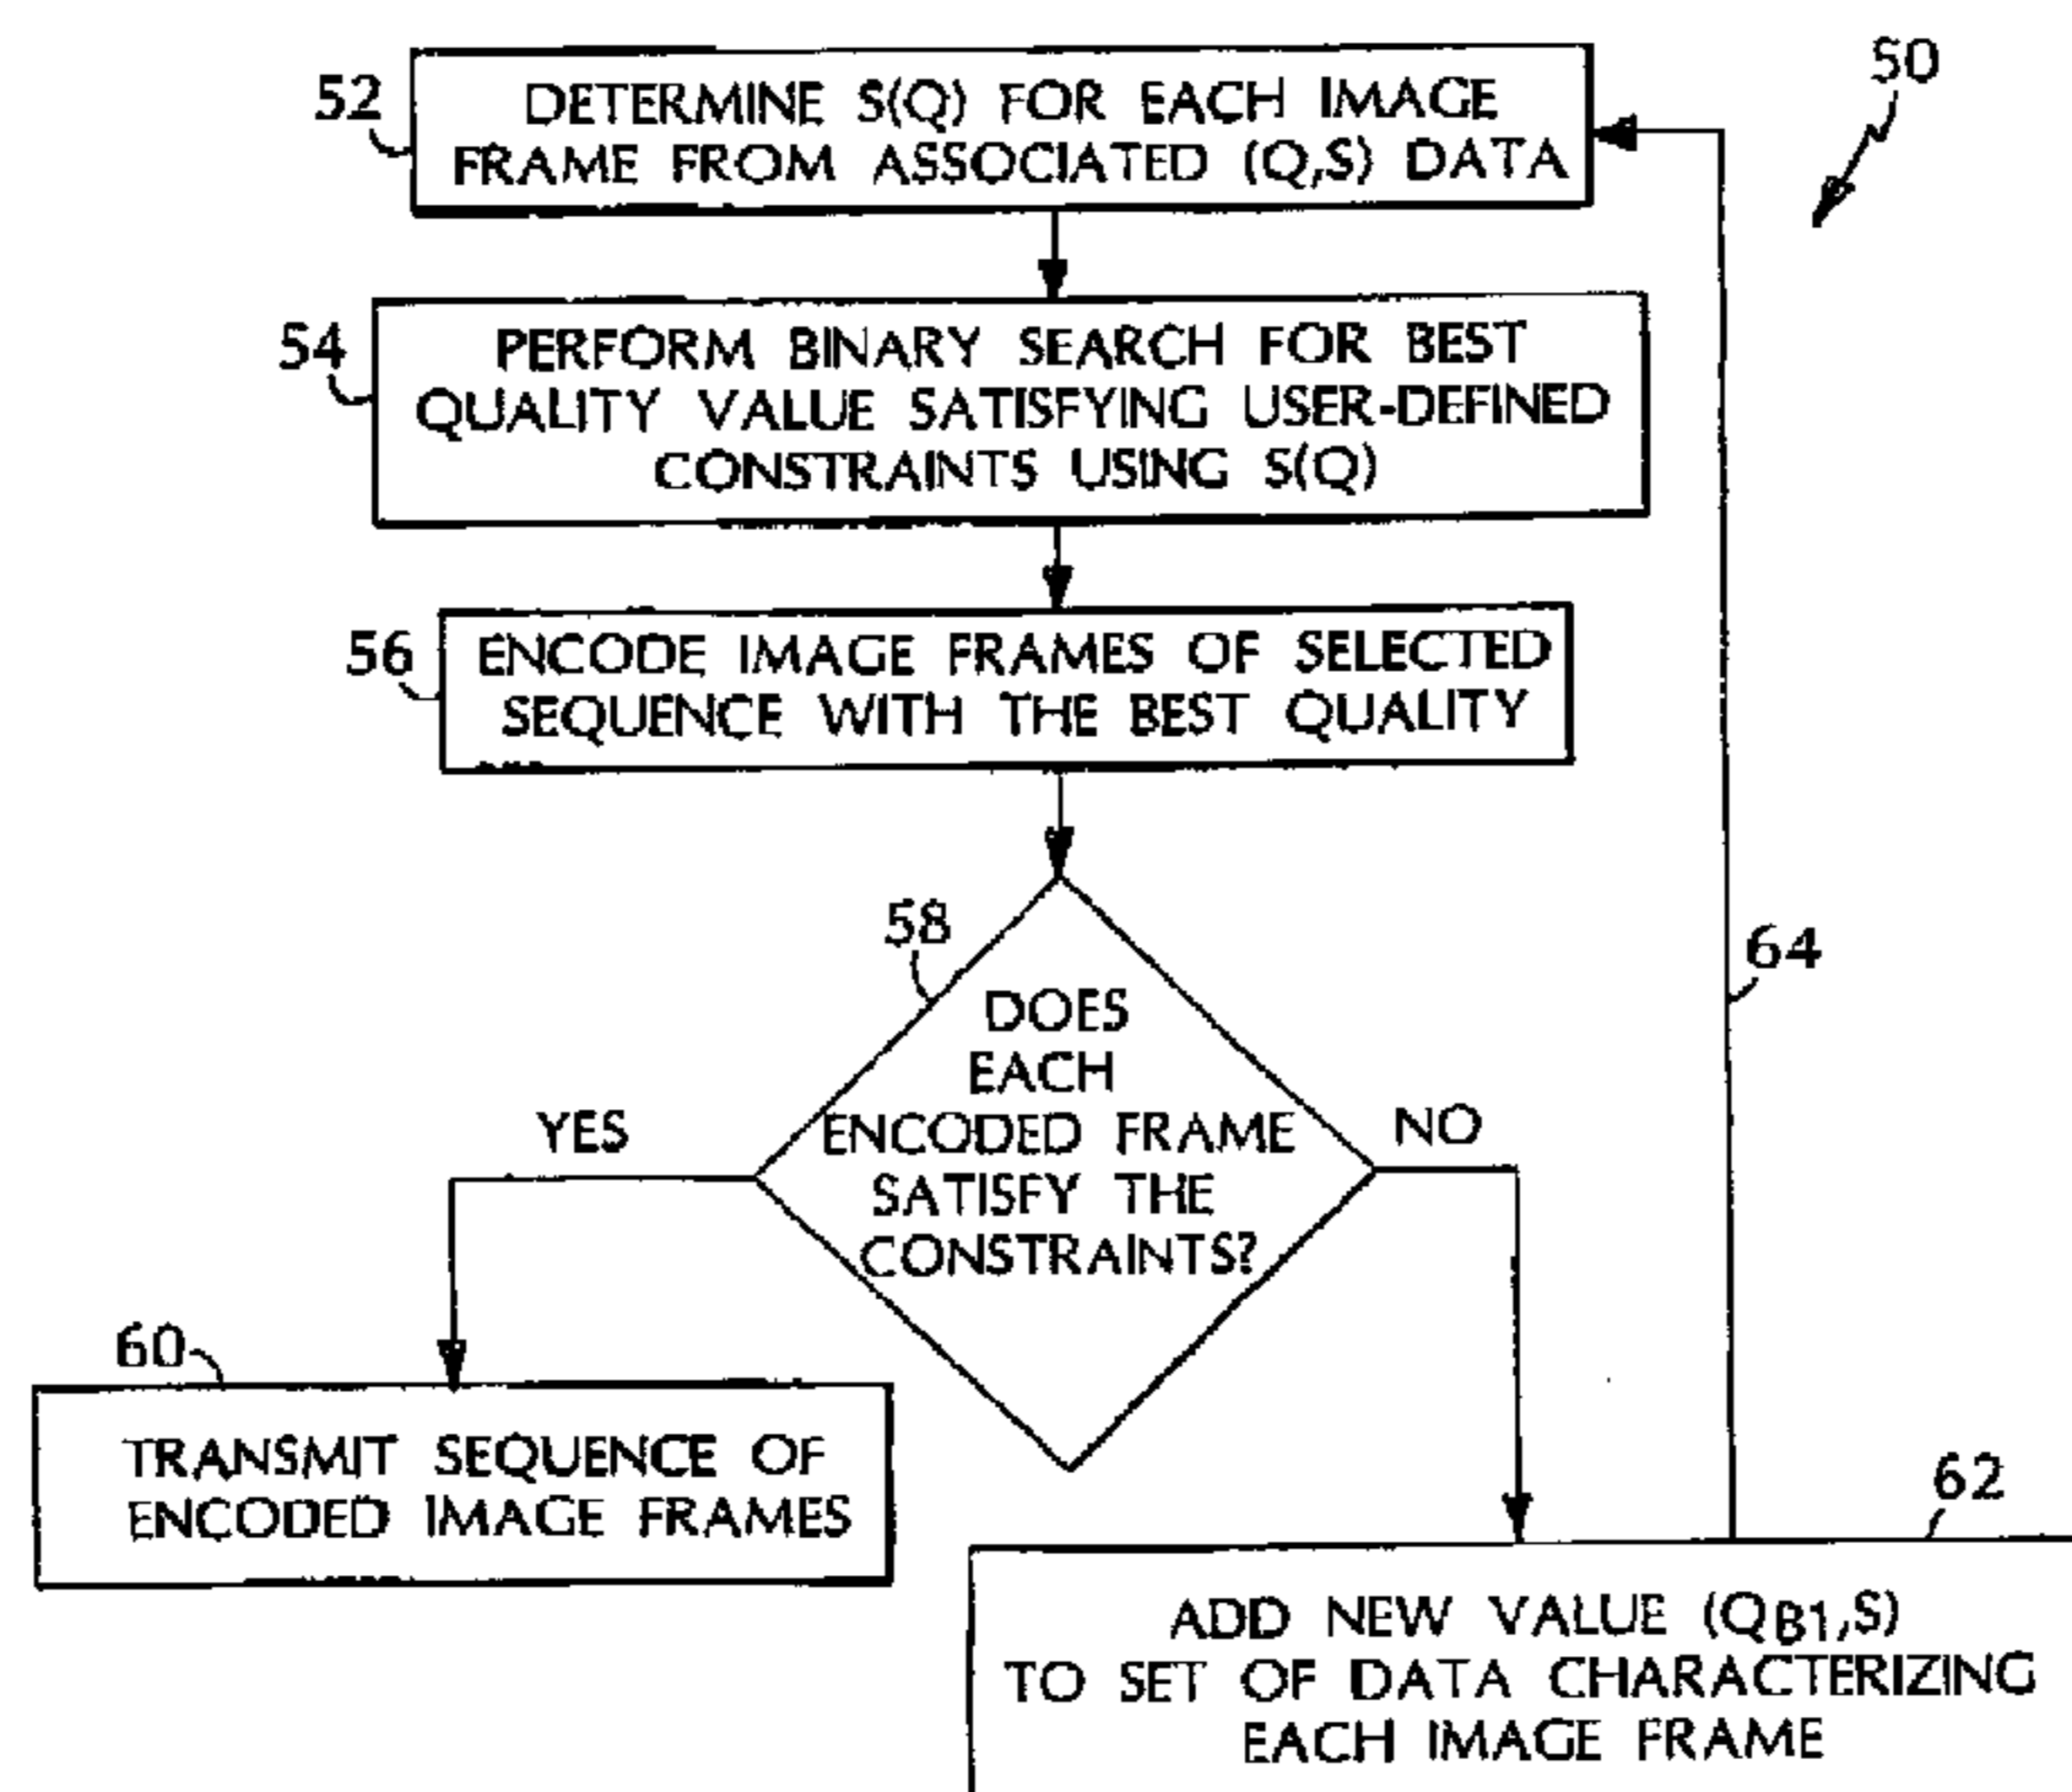 50
52
DETERMINE S(Q) FOR EACH IMAGE
FRAME FROM ASSOCIATED (Q,S) DATA
54
PERFORM BINARY SEARCH FOR BEST
QUALITY VALUE SATISFYING USER-DEFINED
CONSTRAINTS USING S(Q)
56
ENCODE IMAGE FRAMES OF SELECTED
SEQUENCE WITH THE BEST QUALITY
58
64
DOES
EACH
ENCODED FRAME
SATISFY THE
CONSTRAINTS?
YES
NO
60
TRANSMIT SEQUENCE OF
ENCODED IMAGE FRAMES
62
ADD NEW VALUE (QB1,S)
TO SET OF DATA CHARACTERIZING
EACH IMAGE FRAME